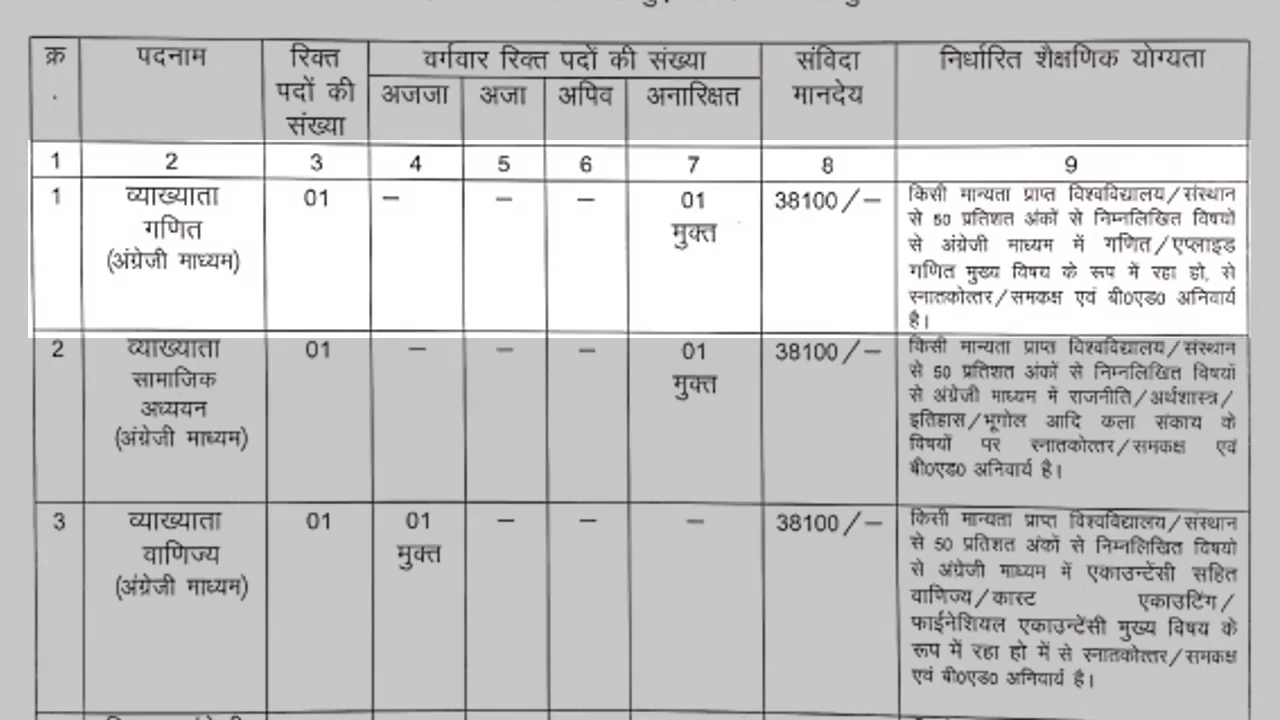 क्र
.
पदनाम
रिक्त
पदों की
संख्या
वर्गवार रिक्त पदों की संख्या
अजजा
अजा
अपिव
अनारक्षित
संविदा
मानदेय
निर्धारित शैक्षणिक योग्यता
1 2 3 4 5 6 7 8 9
1
व्याख्याता
गणित
(अंग्रेजी माध्यम)
01
–
–
–
01
मुक्त
38100/–
किसी मान्यता प्राप्त विश्वविद्यालय/संस्थान
से 50 प्रतिशत अंकों से निम्नलिखित विषयों
से अंग्रेजी माध्यम में गणित/एप्लाइड
गणित मुख्य विषय के रूप में रहा हो, से
स्नातकोत्तर/समकक्ष एवं बी0एड0 अनिवार्य
है।
2
व्याख्याता
सामाजिक
अध्ययन
(अंग्रेजी माध्यम)
01
–
–
–
01
मुक्त
38100/–
किसी मान्यता प्राप्त विश्वविद्यालय/संस्थान
से 50 प्रतिशत अंकों से निम्नलिखित विषयों
से अंग्रेजी माध्यम में राजनीति/अर्थशास्त्र/
इतिहास/भूगोल आदि कला संकाय के
विषयों पर स्नातकोत्तर/समकक्ष एवं
बी0एड0 अनिवार्य है।
3
व्याख्याता
वाणिज्य
(अंग्रेजी माध्यम)
01
01
मुक्त
–
–
–
38100/–
किसी मान्यता प्राप्त विश्वविद्यालय/संस्थान
से 50 प्रतिशत अंकों से निम्नलिखित विषयो
से अंग्रेजी माध्यम में एकाउन्टेंसी सहित
वाणिज्य/कास्ट एकाउटिंग/
फाईनेशियल एकाउन्टेंसी मुख्य विषय के
रूप में रहा हो में से स्नातकोत्तर/समकक्ष
एवं बी0एड0 अनिवार्य है।